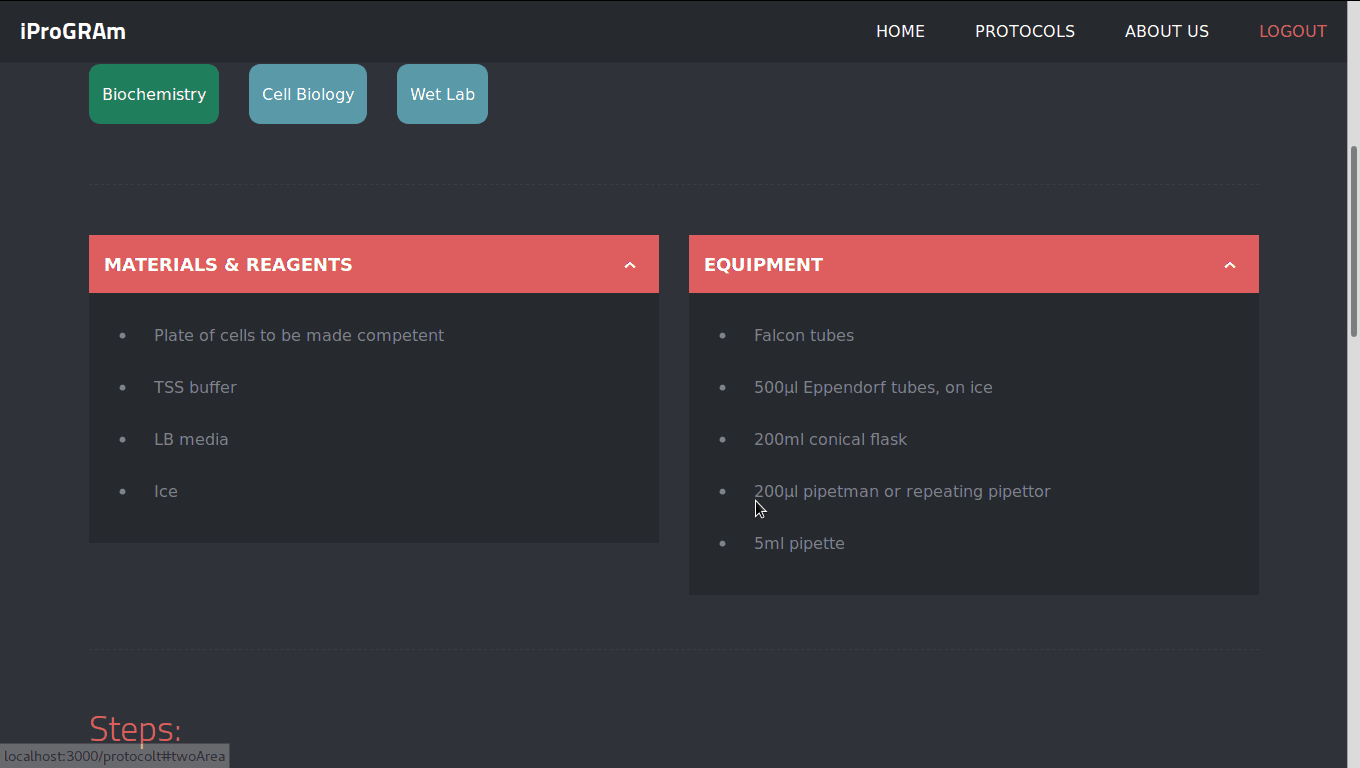 iProGRAm
HOME PROTOCOLS ABOUT US LOGOUT
Biochemistry Cell Biology Wet Lab
MATERIALS & REAGENTS
Plate of cells to be made competent
TSS buffer
LB media
Ice
EQUIPMENT
Falcon tubes
500µl Eppendorf tubes, on ice
200ml conical flask
200µl pipetman or repeating pipettor
5ml pipette
Steps:
localhost:3000/protocolt#twoArea